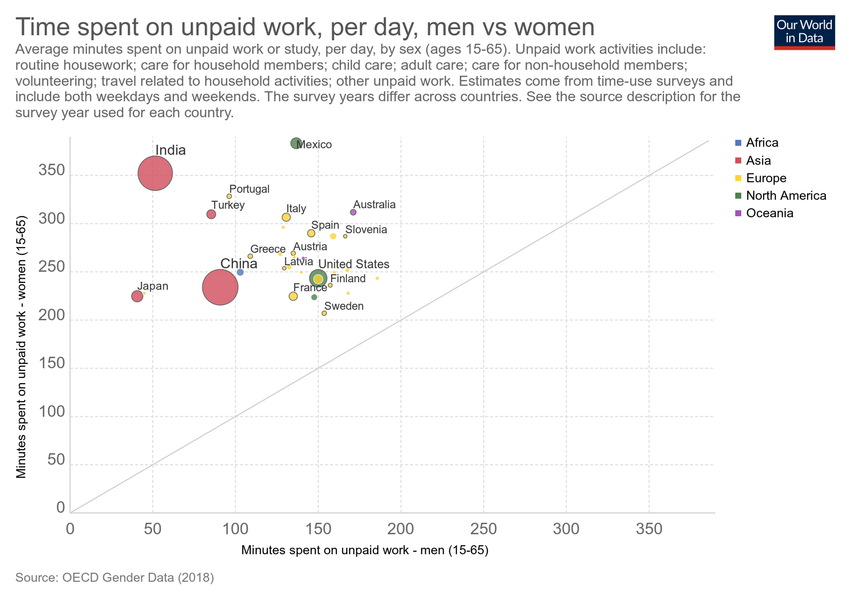 Time spent on unpaid work, per day, men vs women
Our World
in Data
Average minutes spent on unpaid work or study, per day, by sex (ages 15-65). Unpaid work activities include:
routine housework; care for household members; child care; adult care; care for non-household members;
volunteering; travel related to household activities; other unpaid work. Estimates come from time-use surveys and
include both weekdays and weekends. The survey years differ across countries. See the source description for the
survey year used for each country.
Minutes spent on unpaid work - women (15-65)
350
300
250
200
150
100
50
0
India
Mexico
Portugal
Turkey
Italy
Australia
Spain
Slovenia
Greece
Austria
China
Latvia
United States
Finland
Japan
France
Sweden
Africa
Asia
Europe
North America
Oceania
0
50
100
150
200
250
300
350
Minutes spent on unpaid work - men (15-65)
Source: OECD Gender Data (2018)